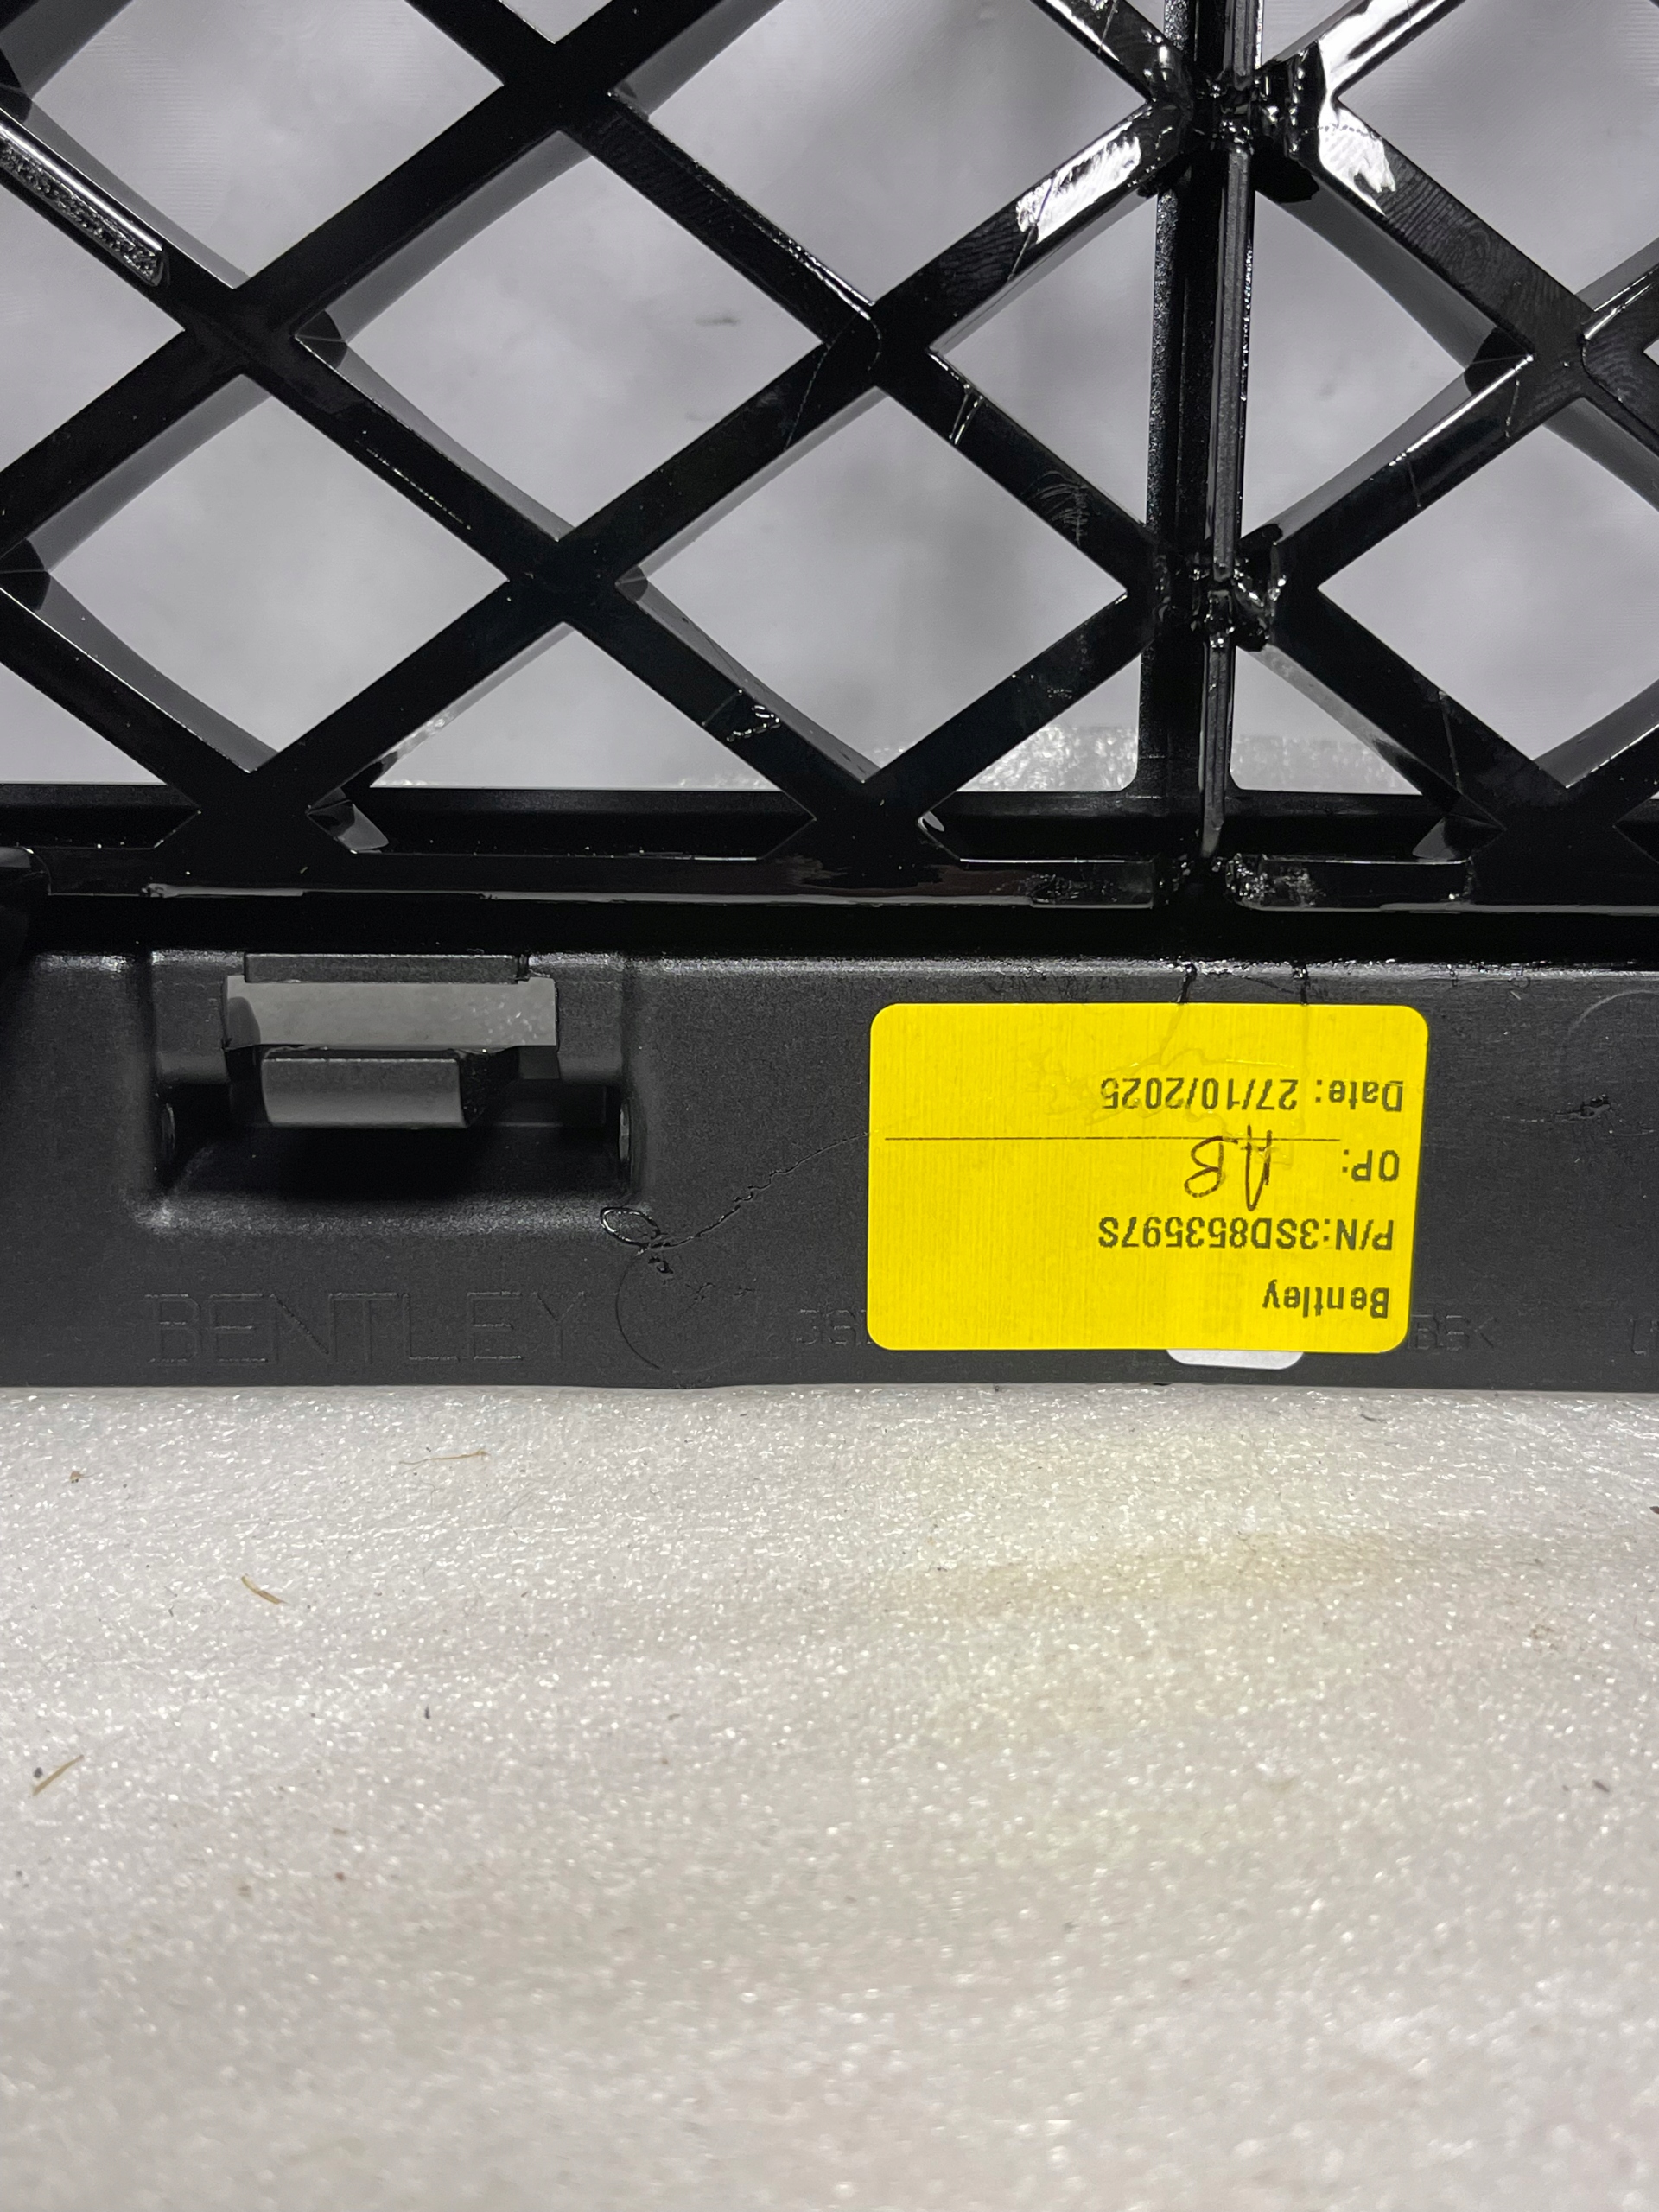 Bentley
P/N:3SD853597S
OP: AB
Date: 27/10/2025
BENTLEY